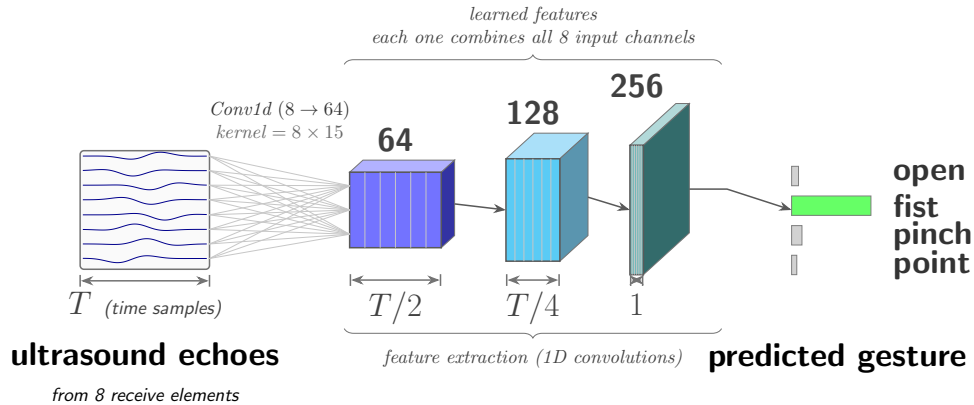 learned features
each one combines all 8 input channels
256
Conv1d (8 → 64)
kernel = 8 × 15
64
128
open
fist
pinch
point
T (time samples)
T/2
T/4
1
ultrasound echoes
from 8 receive elements
feature extraction (1D convolutions)
predicted gesture